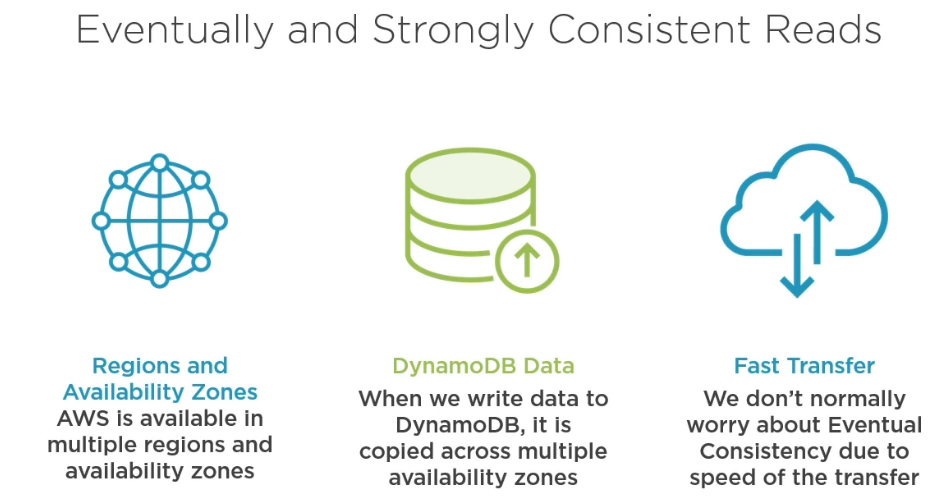 Eventually and Strongly Consistent Reads
Regions and
Availability Zones
AWS is available in
multiple regions and
availability zones
DynamoDB Data
When we write data to
DynamoDB, it is
copied across multiple
availability zones
Fast Transfer
We don’t normally
worry about Eventual
Consistency due to
speed of the transfer